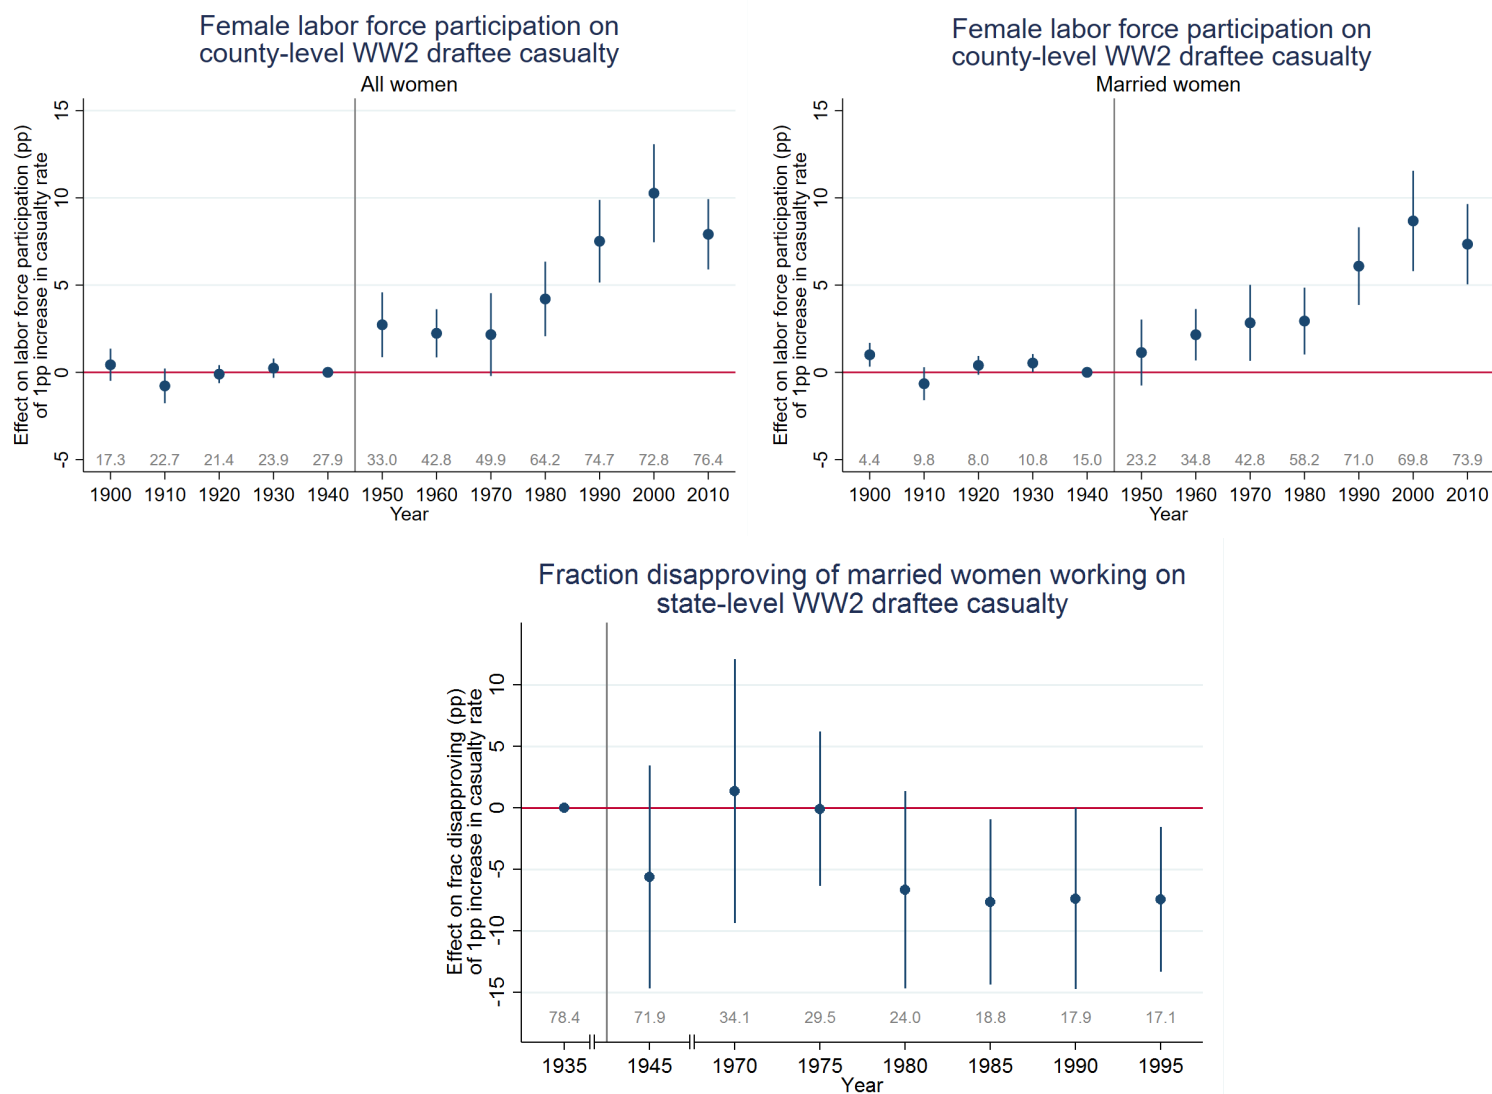 Female labor force participation on
county-level WW2 draftee casualty
All women
Effect on labor force participation (pp)
of 1pp increase in casualty rate
15
10
5
0
-5
17.3 22.7 21.4 23.9 27.9 33.0 42.8 49.9 64.2 74.7 72.8 76.4
1900 1910 1920 1930 1940 1950 1960 1970 1980 1990 2000 2010
Year
Female labor force participation on
county-level WW2 draftee casualty
Married women
Effect on labor force participation (pp)
of 1pp increase in casualty rate
15
10
5
0
-5
4.4 9.8 8.0 10.8 15.0 23.2 34.8 42.8 58.2 71.0 69.8 73.9
1900 1910 1920 1930 1940 1950 1960 1970 1980 1990 2000 2010
Year
Fraction disapproving of married women working on
state-level WW2 draftee casualty
Effect on frac disapproving (pp)
of 1pp increase in casualty rate
10
5
0
-5
-10
-15
78.4 71.9 34.1 29.5 24.0 18.8 17.9 17.1
1935 1945 1970 1975 1980 1985 1990 1995
Year